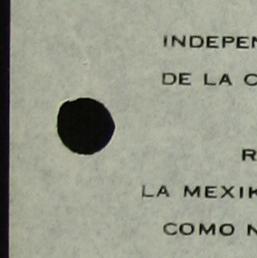 INDEPEN
DE LA C
R
LA MEXIK
COMO N